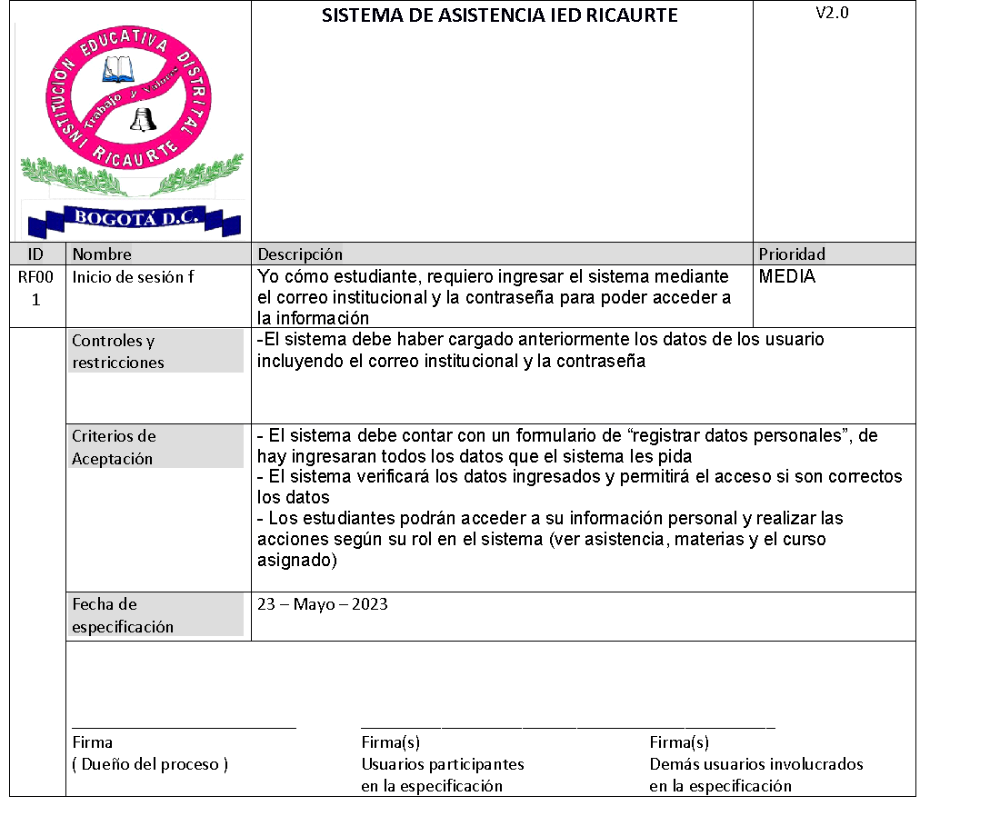 SISTEMA DE ASISTENCIA IED RICAURTE
V2.0
INSTITUCION EDUCATIVA DISTRITAL
RICAURTE
Trabajo y Valores
BOGOTÁ D.C.
ID Nombre Descripción Prioridad
RF00
1
Inicio de sesión f
Yo cómo estudiante, requiero ingresar el sistema mediante
el correo institucional y la contraseña para poder acceder a
la información
MEDIA
Controles y
restricciones
-El sistema debe haber cargado anteriormente los datos de los usuario
incluyendo el correo institucional y la contraseña
Criterios de
Aceptación
- El sistema debe contar con un formulario de “registrar datos personales”, de
hay ingresaran todos los datos que el sistema les pida
- El sistema verificará los datos ingresados y permitirá el acceso si son correctos
los datos
- Los estudiantes podrán acceder a su información personal y realizar las
acciones según su rol en el sistema (ver asistencia, materias y el curso
asignado)
Fecha de
especificación
23 – Mayo – 2023
Firma
( Dueño del proceso )
Firma(s)
Usuarios participantes
en la especificación
Firma(s)
Demás usuarios involucrados
en la especificación